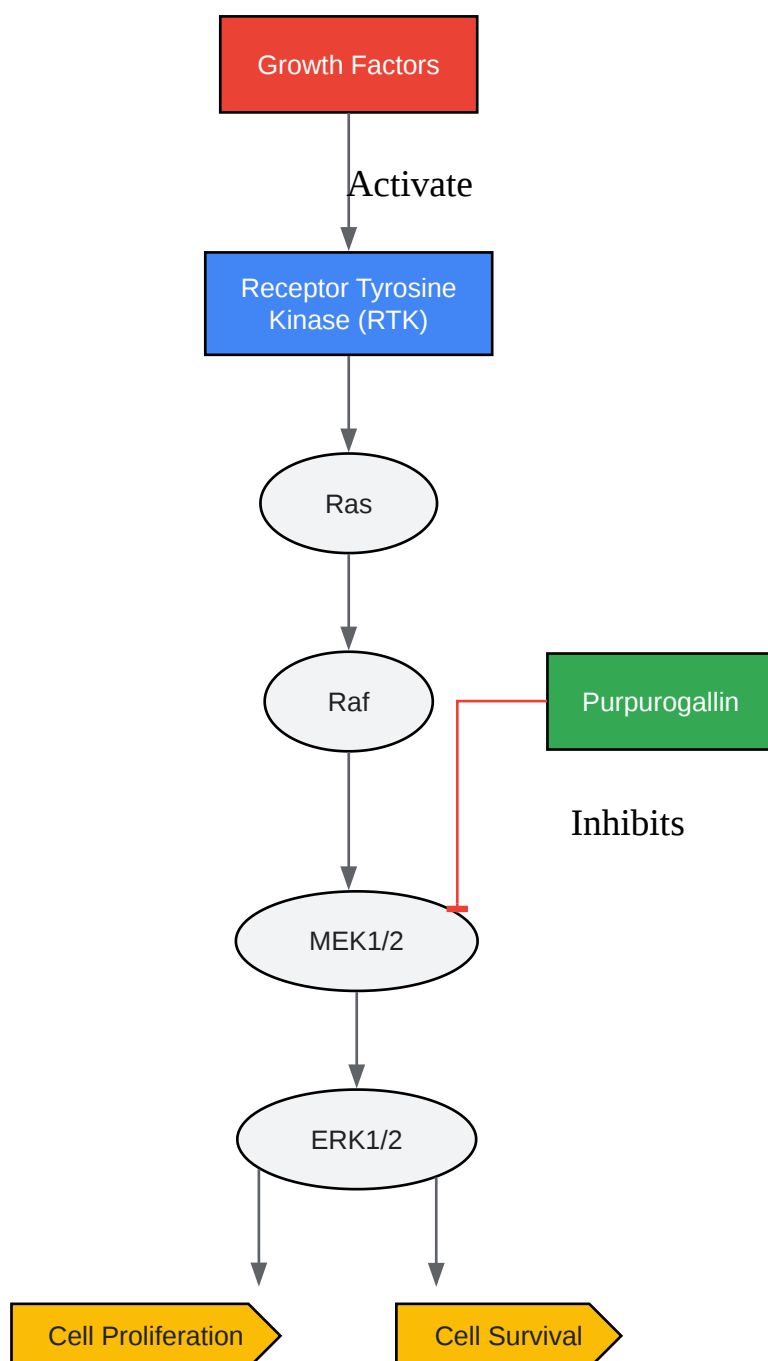 Growth Factors
Activate
Receptor Tyrosine
Kinase (RTK)
Ras
Raf
Purpurogallin
Inhibits
MEK1/2
ERK1/2
Cell Proliferation
Cell Survival